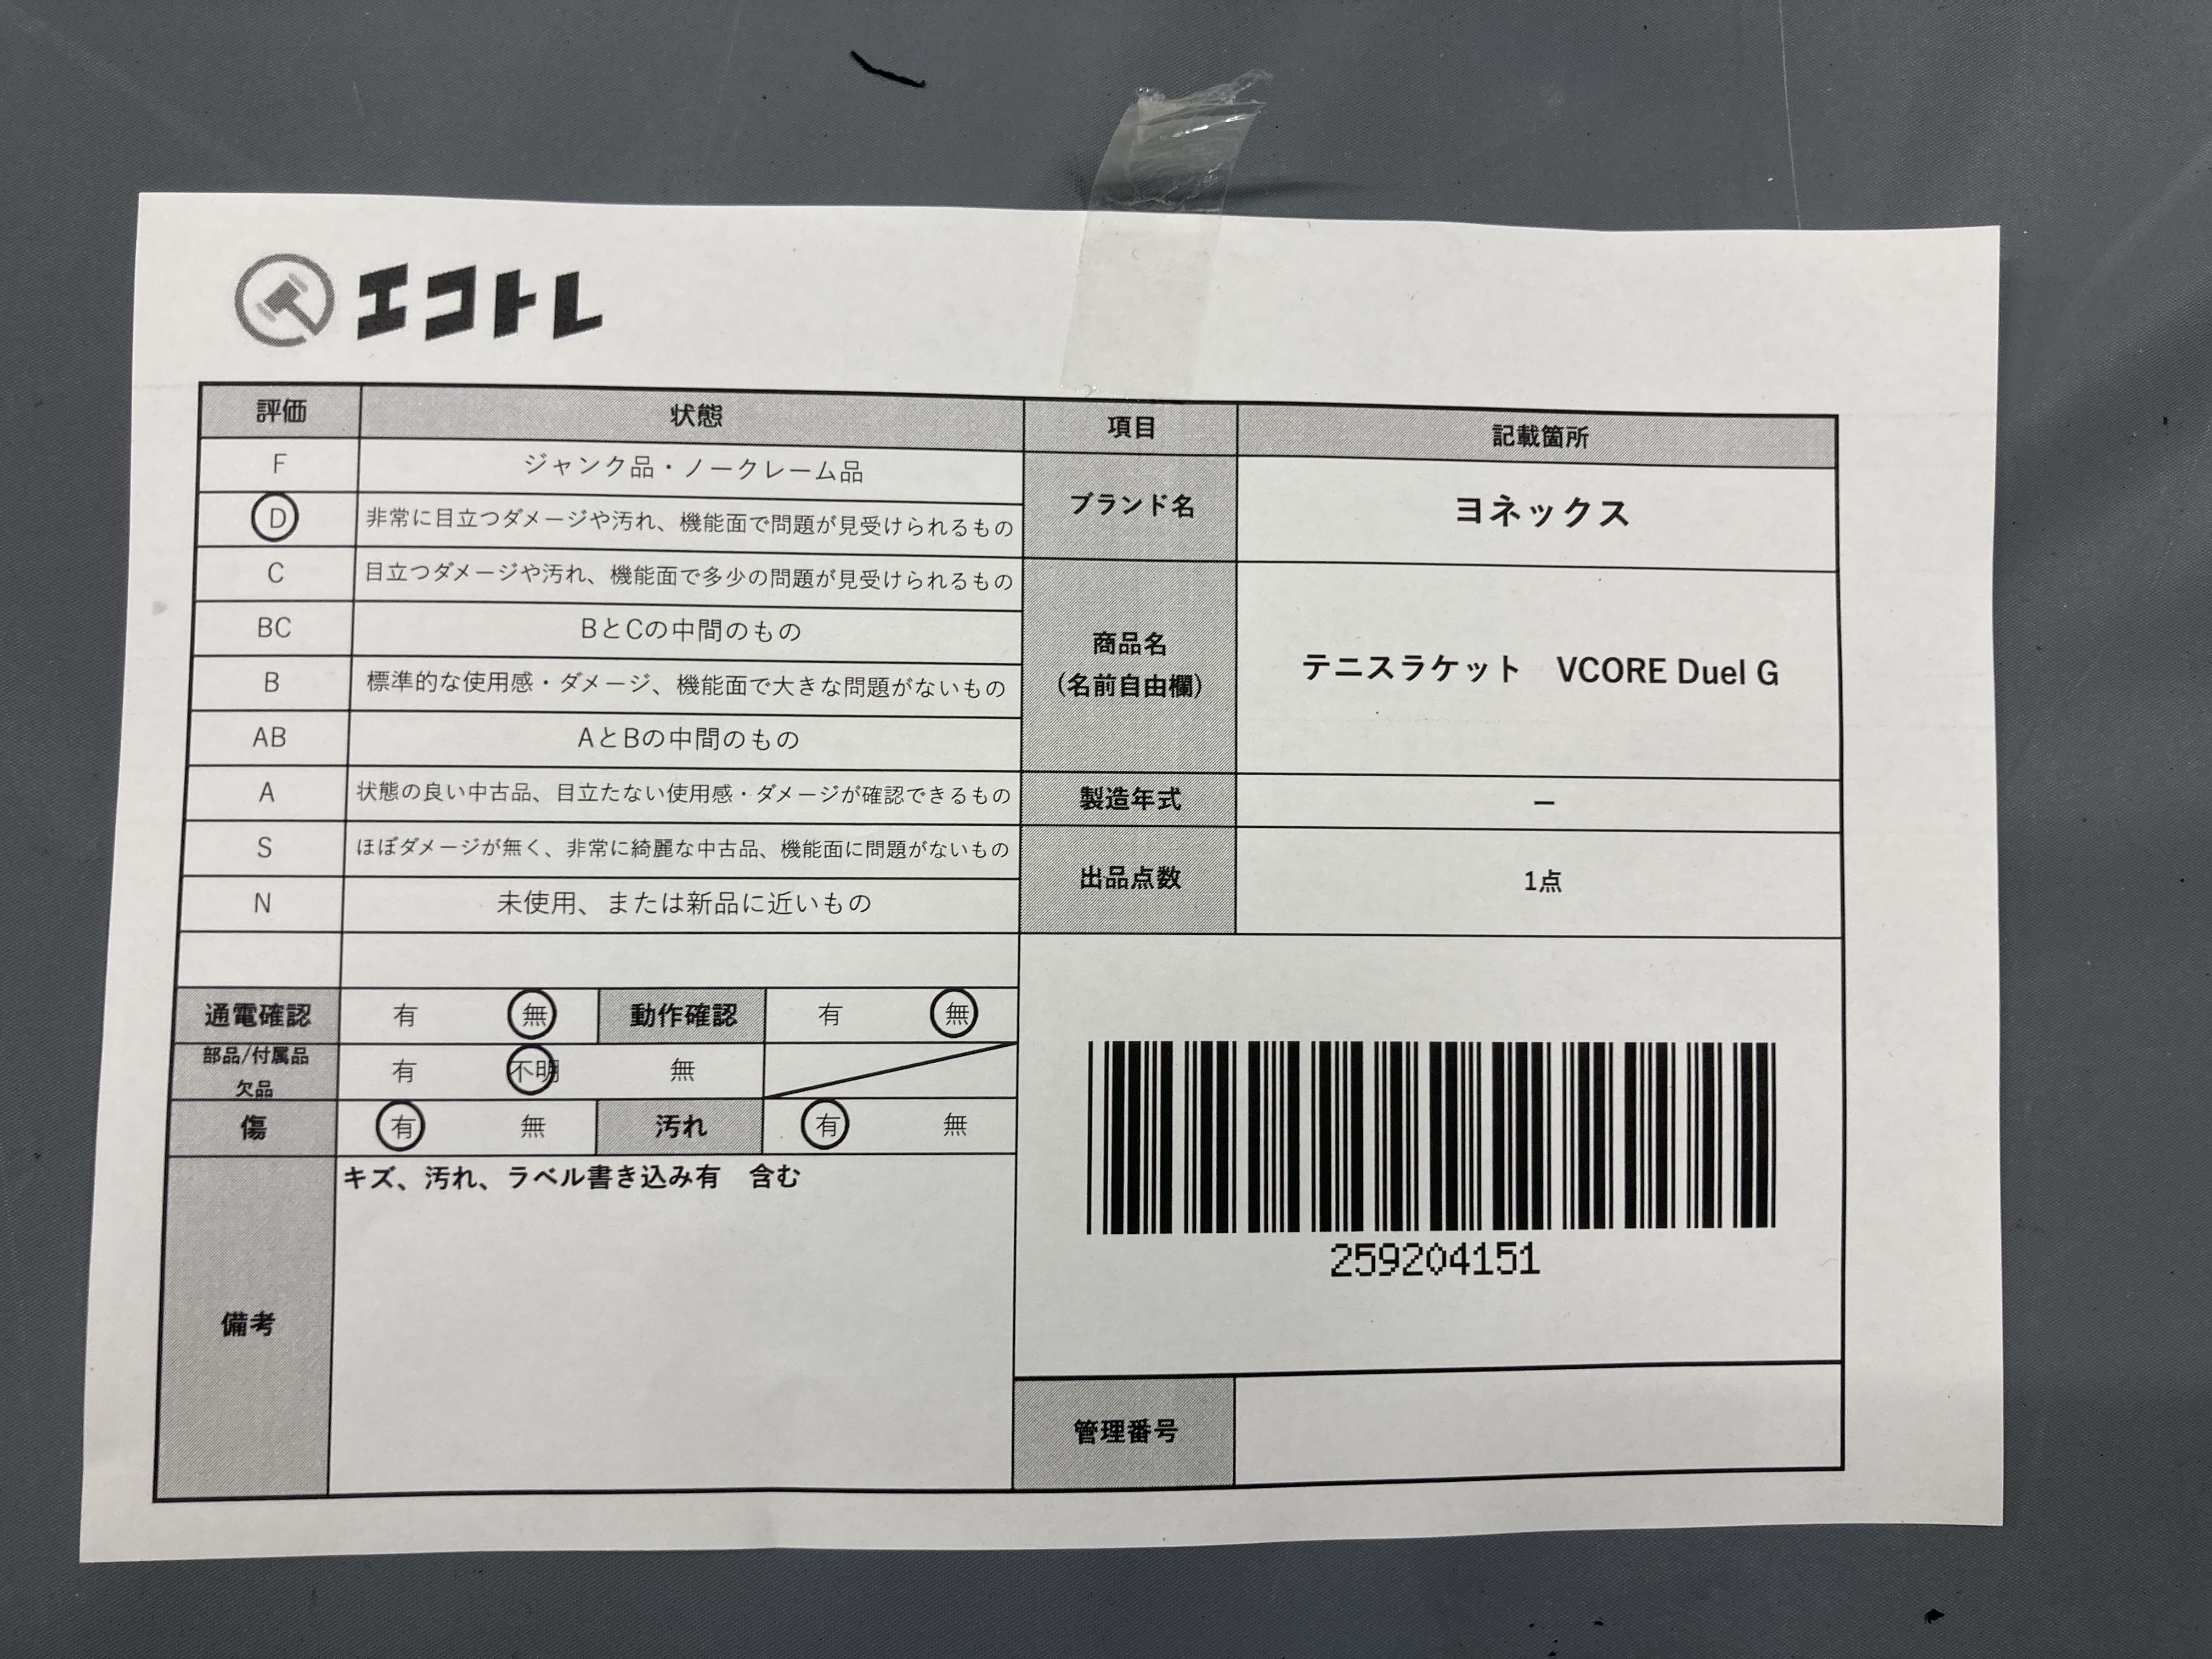 エコトレ
評価 状態 項目 記載箇所
F ジャンク品・ノークレーム品
D 非常に目立つダメージや汚れ、機能面で問題が見受けられるもの
C 目立つダメージや汚れ、機能面で多少の問題が見受けられるもの
BC BとCの中間のもの
B 標準的な使用感・ダメージ、機能面で大きな問題がないもの
AB AとBの中間のもの
A 状態の良い中古品、目立たない使用感・ダメージが確認できるもの
S ほぼダメージが無く、非常に綺麗な中古品、機能面に問題がないもの
N 未使用、または新品に近いもの
ブランド名 ヨネックス
商品名
(名前自由欄)
テニスラケット　VCORE Duel G
製造年式 ー
出品点数 1点
通電確認 有 無 動作確認 有 無
部品/付属品
欠品
有 不明 無
傷 有 無 汚れ 有 無
備考
キズ、汚れ、ラベル書き込み有　含む
259204151
管理番号